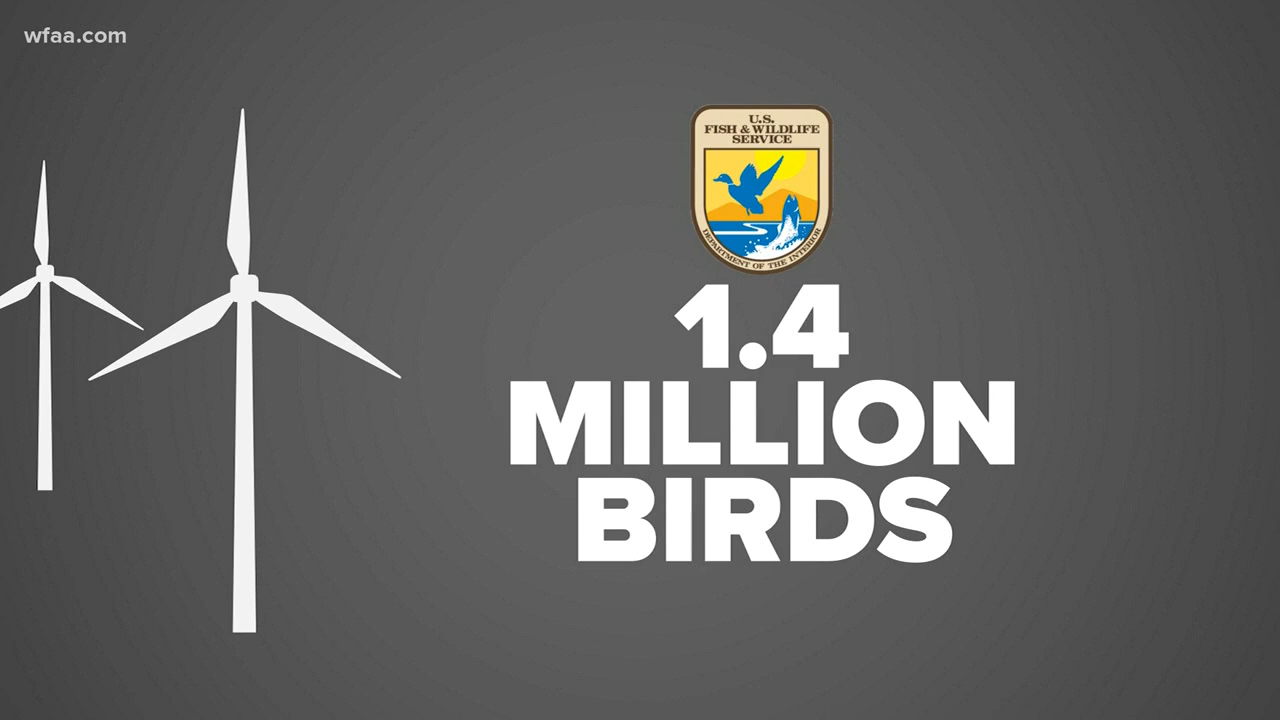 wfaa.com
U.S.
FISH & WILDLIFE
SERVICE
DEPARTMENT OF THE INTERIOR
1.4
MILLION
BIRDS